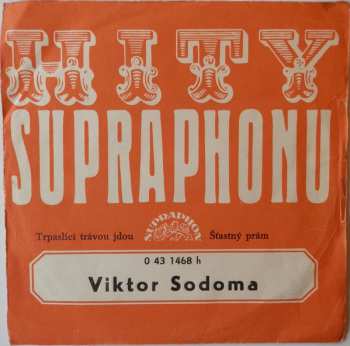 HITY
SUPRAPHONU
Trpaslíci trávou jdou SUPRAPHON Šťastný prám
0 43 1468 h
Viktor Sodoma